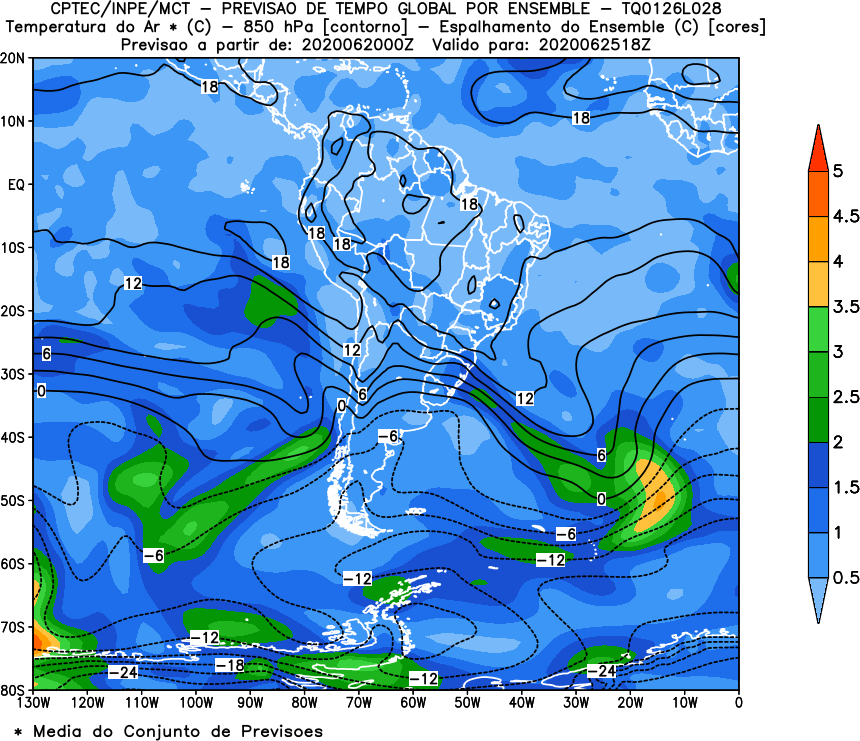 CPTEC/INPE/MCT – PREVISAO DE TEMPO GLOBAL POR ENSEMBLE – TQ0126L028
Temperatura do Ar * (C) – 850 hPa [contorno] – Espalhamento do Ensemble (C) [cores]
Previsao a partir de: 2020062000Z Valido para: 2020062518Z
20N
18
18
10N
EQ
18
18
18
10S
18
12
20S
12
6
30S
0
6
0
12
40S
–6
6
50S
0
–6
–6
–12
60S
–12
70S
–12
–18
–24
–12
–24
80S
130W 120W 110W 100W 90W 80W 70W 60W 50W 40W 30W 20W 10W 0
5
4.5
4
3.5
3
2.5
2
1.5
1
0.5
* Media do Conjunto de Previsoes